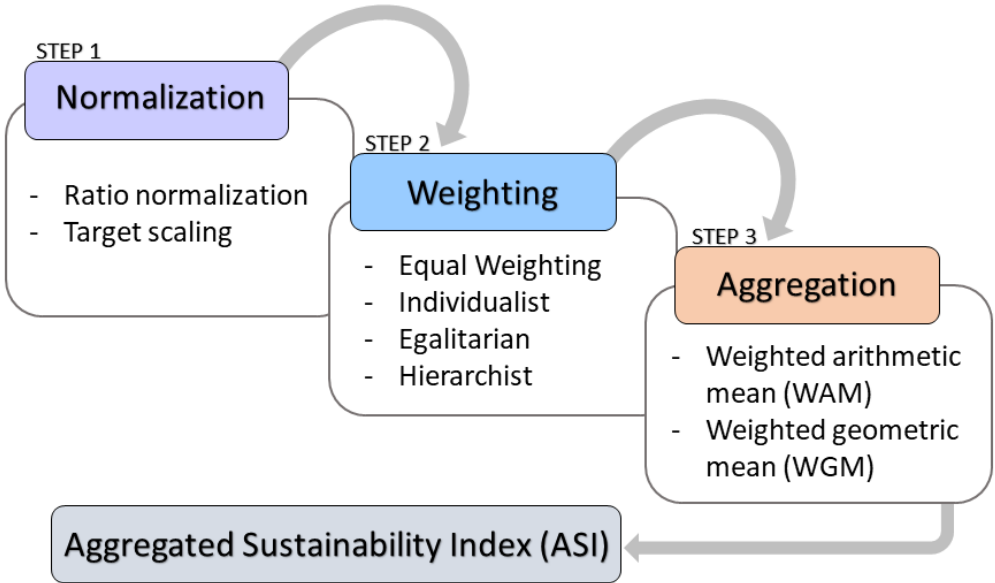 STEP 1
Normalization
- Ratio normalization
- Target scaling
STEP 2
Weighting
- Equal Weighting
- Individualist
- Egalitarian
- Hierarchist
STEP 3
Aggregation
- Weighted arithmetic
mean (WAM)
- Weighted geometric
mean (WGM)
Aggregated Sustainability Index (ASI)